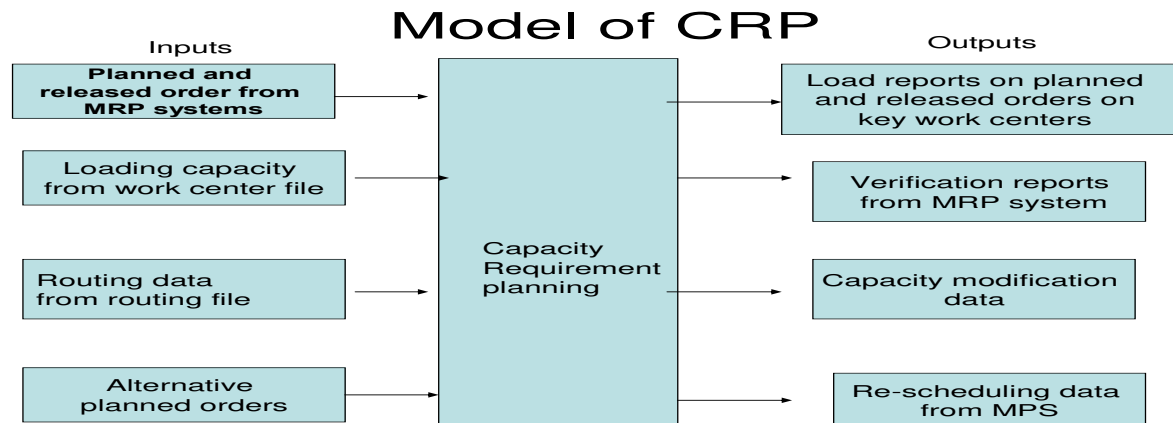 Model of CRP
Inputs
Planned and
released order from
MRP systems
Loading capacity
from work center file
Routing data
from routing file
Alternative
planned orders
Capacity
Requirement
planning
Outputs
Load reports on planned
and released orders on
key work centers
Verification reports
from MRP system
Capacity modification
data
Re-scheduling data
from MPS